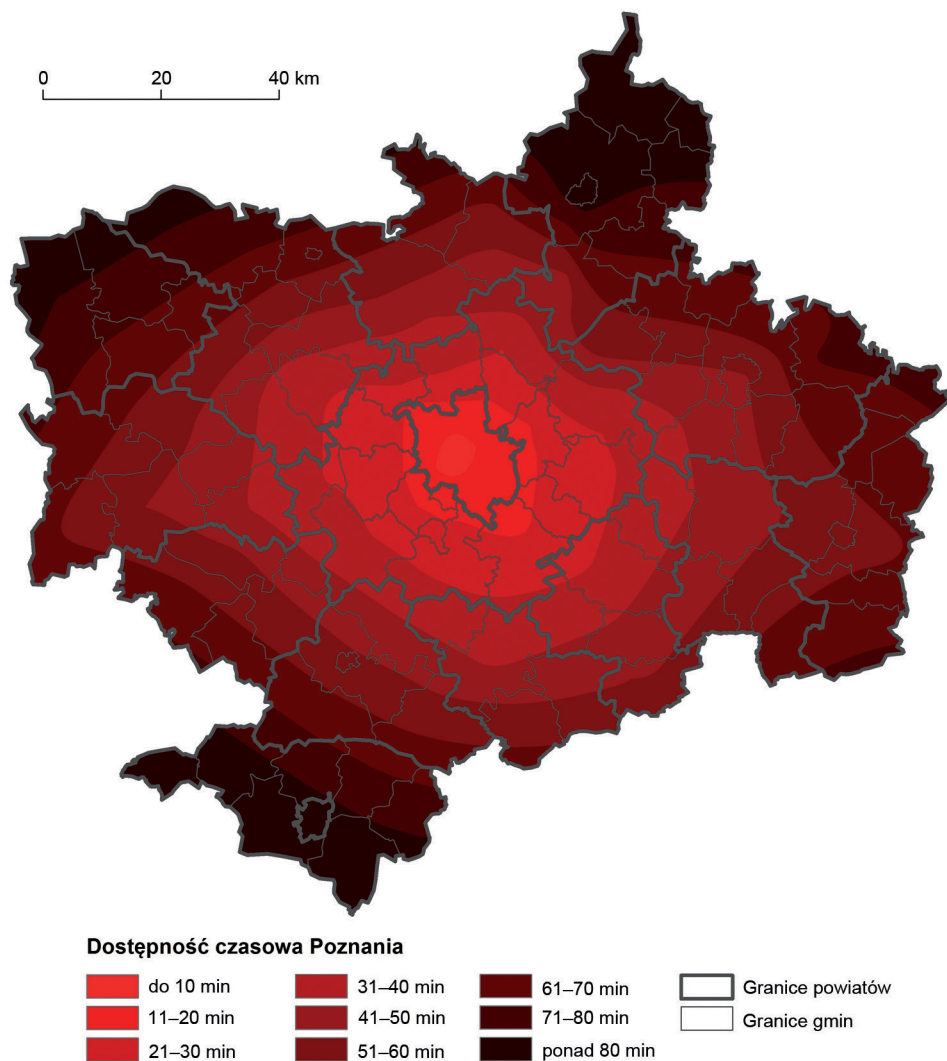 0 20 40 km
Dostępność czasowa Poznania
do 10 min
11–20 min
21–30 min
31–40 min
41–50 min
51–60 min
61–70 min
71–80 min
ponad 80 min
Granice powiatów
Granice gmin